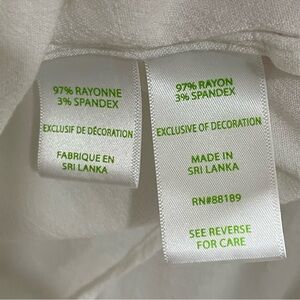 97% RAYONNE
3% SPANDEX
EXCLUSIF DE DÉCORATION
FABRIQUE EN
SRI LANKA
97% RAYON
3% SPANDEX
EXCLUSIVE OF DECORATION
MADE IN
SRI LANKA
RN#88189
SEE REVERSE
FOR CARE